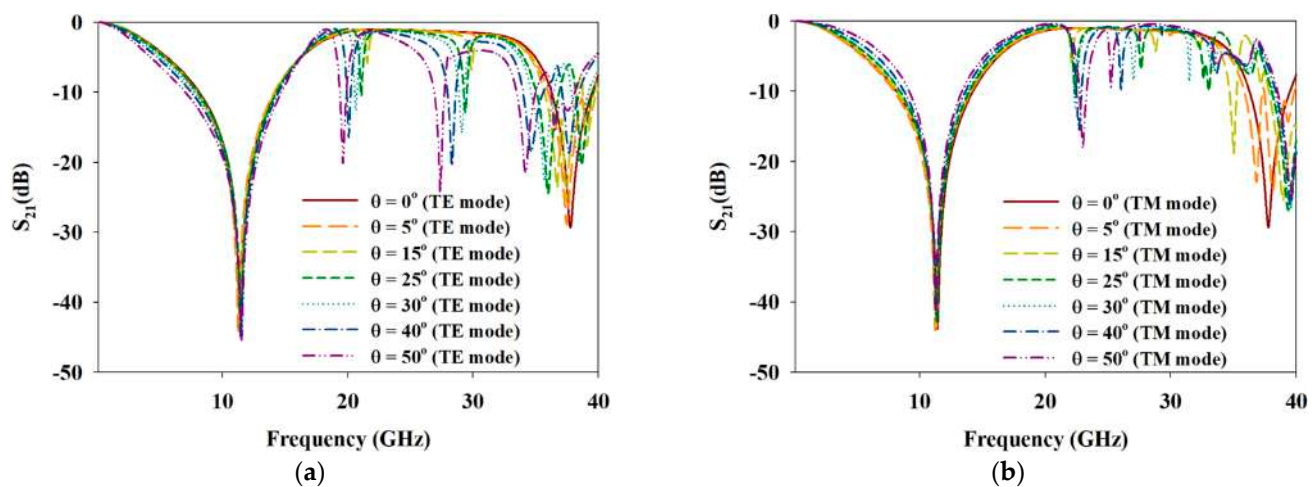 0
-10
-20
-30
-40
-50
S21(dB)
θ = 0° (TE mode)
θ = 5° (TE mode)
θ = 15° (TE mode)
θ = 25° (TE mode)
θ = 30° (TE mode)
θ = 40° (TE mode)
θ = 50° (TE mode)
10 20 30 40
Frequency (GHz)
(a)
0
-10
-20
-30
-40
-50
S21(dB)
θ = 0° (TM mode)
θ = 5° (TM mode)
θ = 15° (TM mode)
θ = 25° (TM mode)
θ = 30° (TM mode)
θ = 40° (TM mode)
θ = 50° (TM mode)
10 20 30 40
Frequency (GHz)
(b)